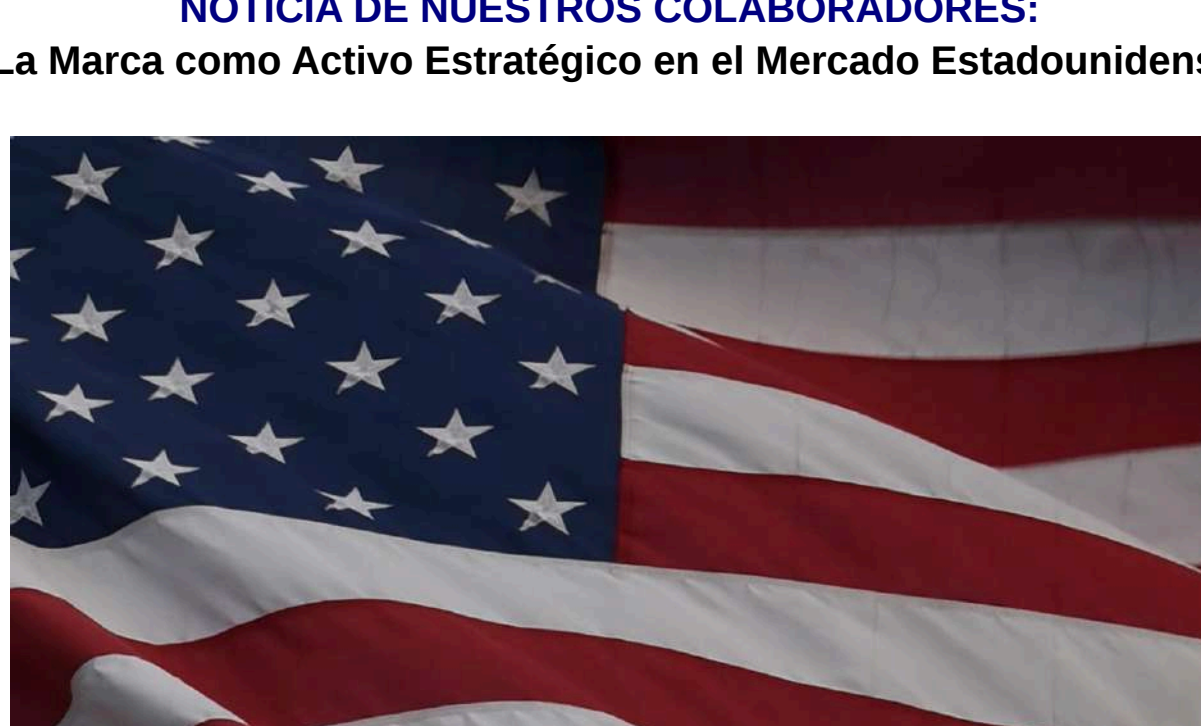 NOTICIA DE NUESTROS COLABORADORES:
La Marca como Activo Estratégico en el Mercado Estadounidens